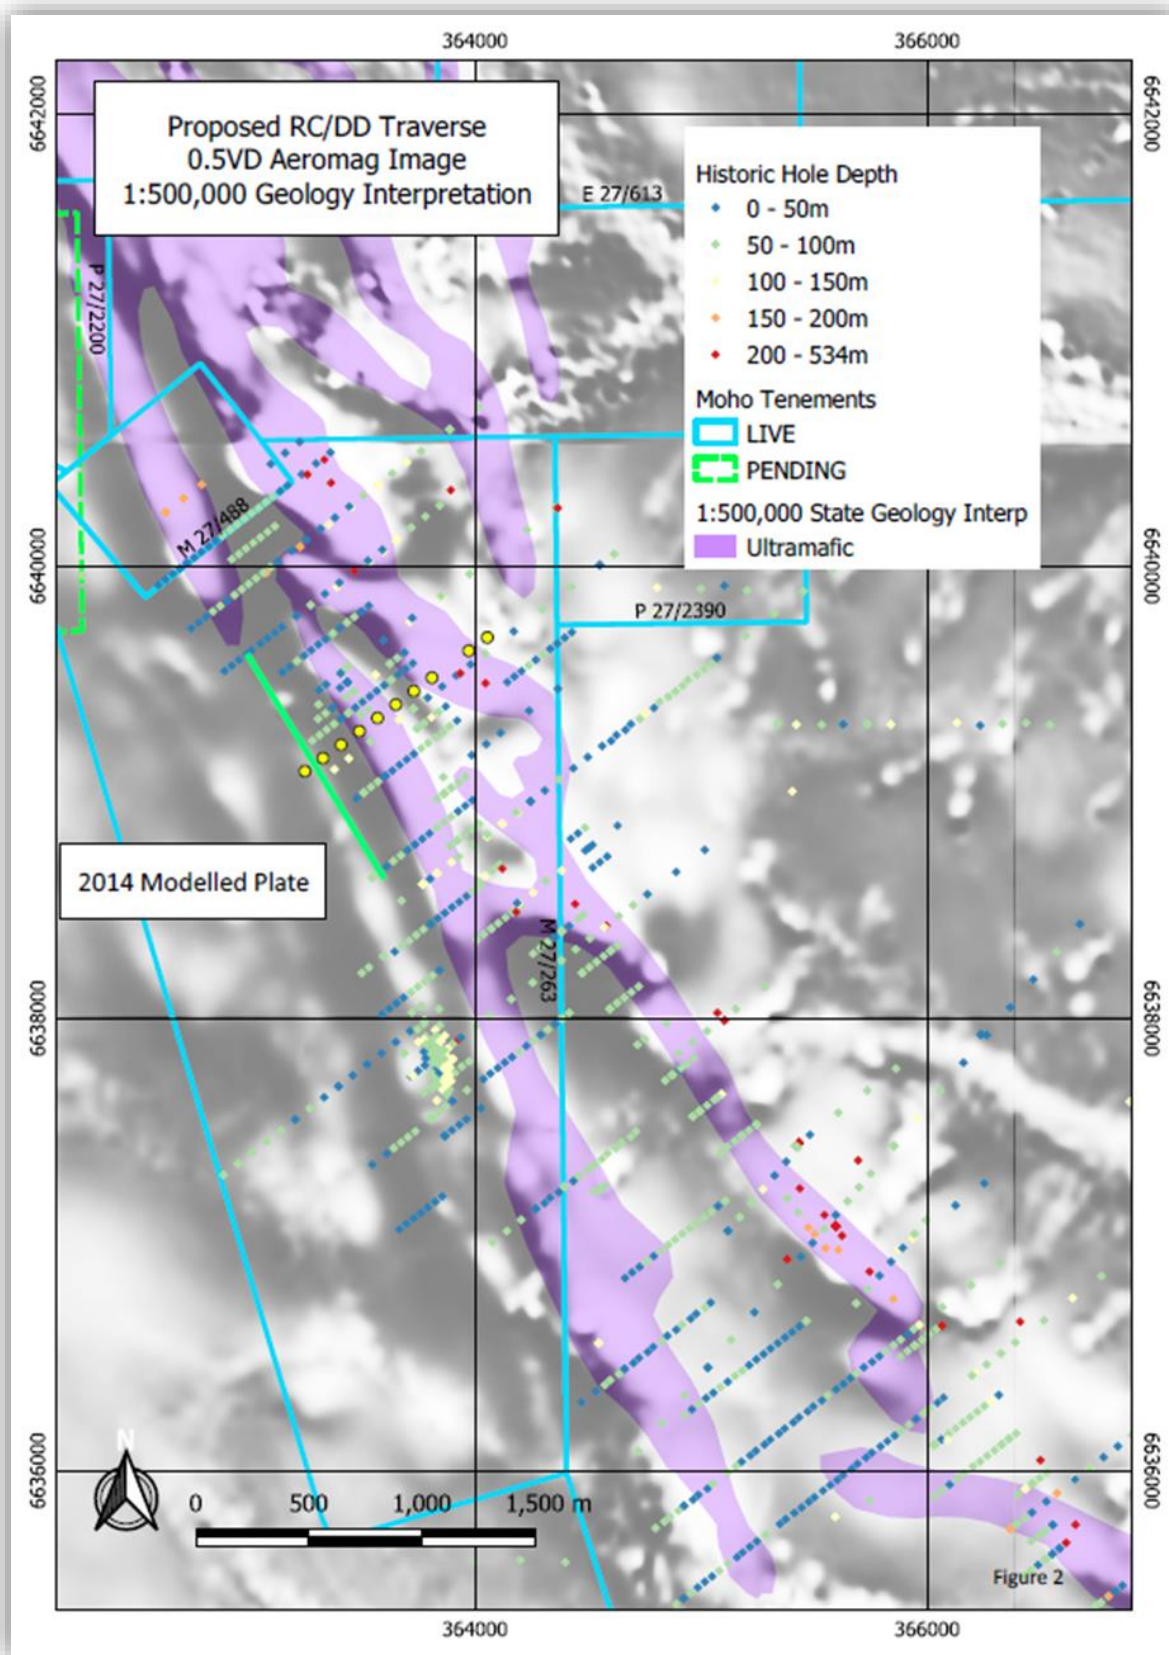 364000
366000
6642000
6642000
Proposed RC/DD Traverse
0.5VD Aeromag Image
1:500,000 Geology Interpretation
E 27/613
Historic Hole Depth
0 - 50m
50 - 100m
100 - 150m
150 - 200m
200 - 534m
Moho Tenements
LIVE
PENDING
1:500,000 State Geology Interp
Ultramafic
P 27/2200
M 27/488
6640000
6640000
P 27/2390
2014 Modelled Plate
M 27/263
6638000
6638000
N
6636000
6636000
0 500 1,000 1,500 m
Figure 2
364000
366000